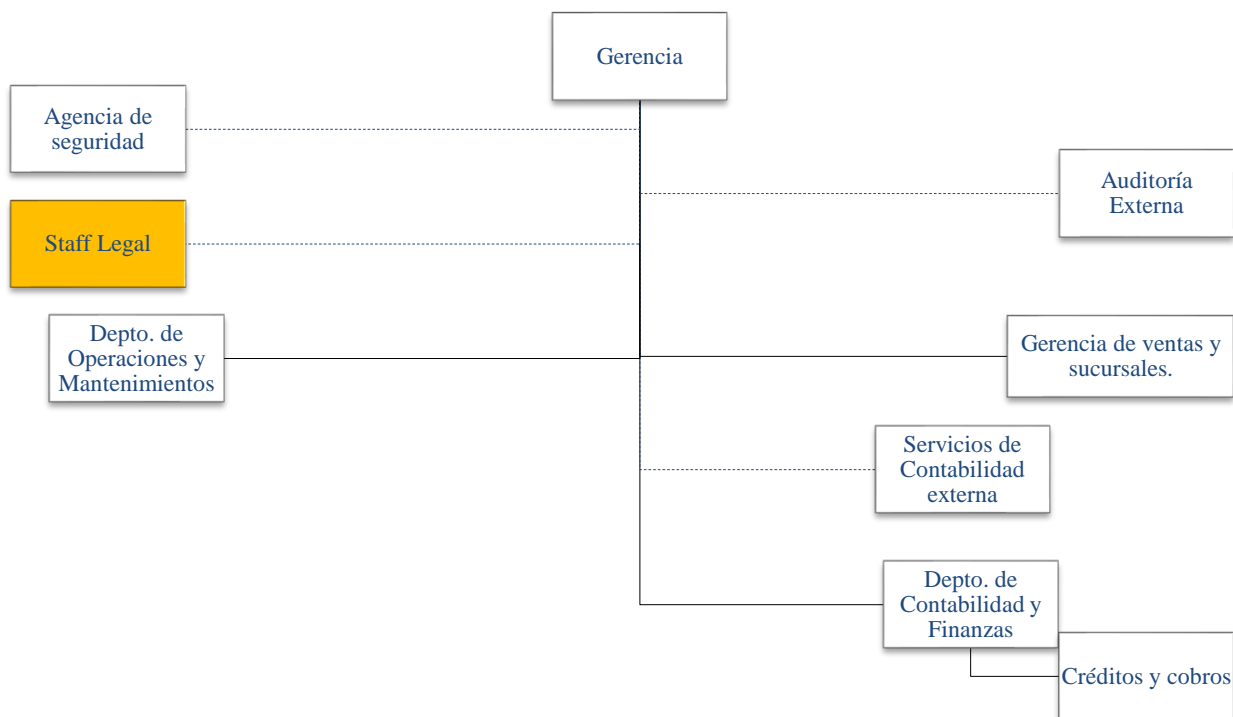 Gerencia
Agencia de
seguridad
Auditoría
Externa
Staff Legal
Depto. de
Operaciones y
Mantenimientos
Gerencia de ventas y
sucursales.
Servicios de
Contabilidad
externa
Depto. de
Contabilidad y
Finanzas
Créditos y cobros